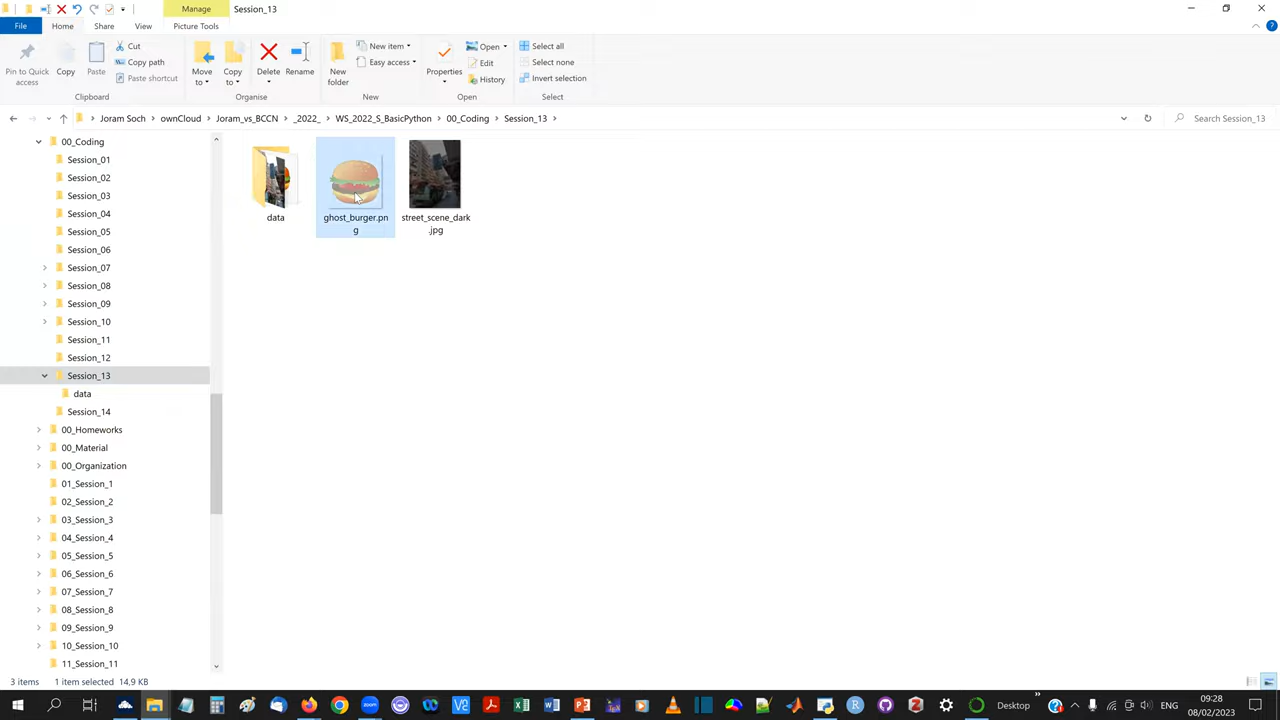 Manage
Session_13
File
Home
Share
View
Picture Tools
Pin to Quick
access
Copy
Paste
Cut
Copy path
Paste shortcut
Move
to
Copy
to
Delete
Rename
New
folder
New item
Easy access
Properties
Open
Edit
History
Select all
Select none
Invert selection
Clipboard
Organise
New
Open
Select
Joram Soch
ownCloud
Joram_vs_BCCN
_2022_
WS_2022_S_BasicPython
00_Coding
Session_13
Search Session_13
00_Coding
Session_01
Session_02
Session_03
Session_04
Session_05
Session_06
Session_07
Session_08
Session_09
Session_10
Session_11
Session_12
Session_13
data
Session_14
00_Homeworks
00_Material
00_Organization
01_Session_1
02_Session_2
03_Session_3
04_Session_4
05_Session_5
06_Session_6
07_Session_7
08_Session_8
09_Session_9
10_Session_10
11_Session_11
data
ghost_burger.pn
g
street_scene_dark
.jpg
3 items
1 item selected
14,9 KB
zoom
Desktop
ENG
09:28
08/02/2023